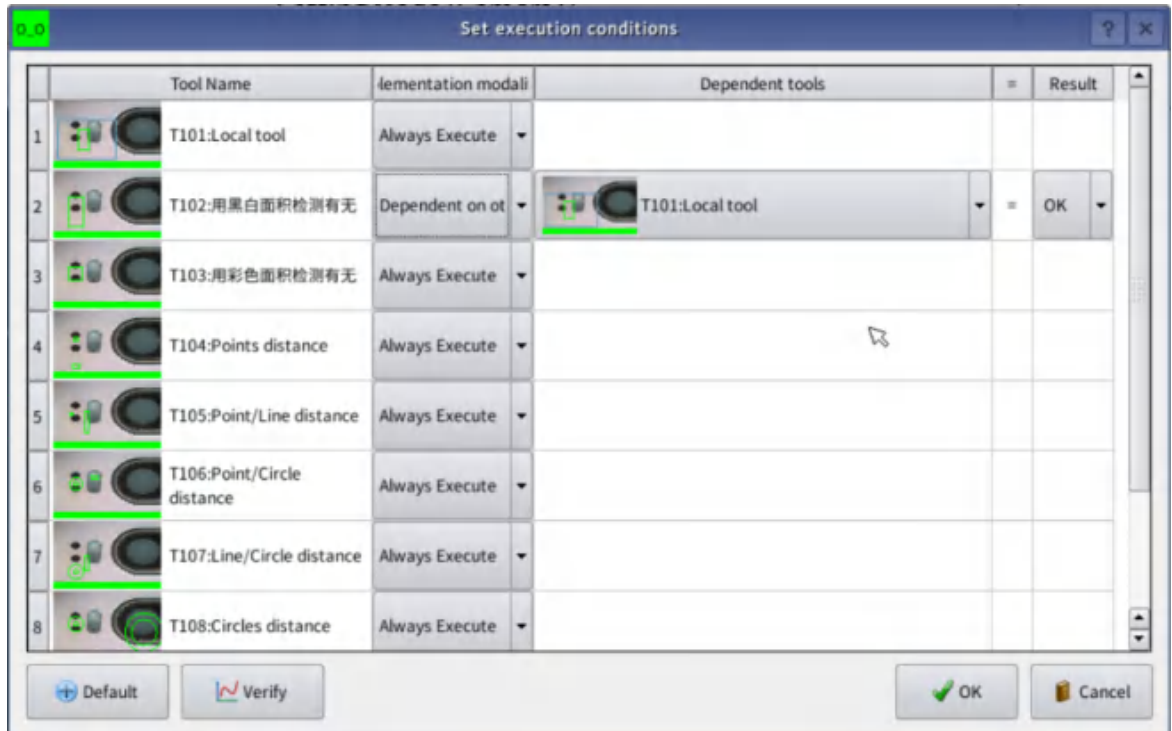 o_o
Set execution conditions
?
Tool Name lementation modali Dependent tools = Result
1 T101:Local tool Always Execute
2 T102:用黑白面积检测有无 Dependent on ot T101:Local tool = OK
3 T103:用彩色面积检测有无 Always Execute
4 T104:Points distance Always Execute
5 T105:Point/Line distance Always Execute
6 T106:Point/Circle
distance Always Execute
7 T107:Line/Circle distance Always Execute
8 T108:Circles distance Always Execute
Default Verify OK Cancel